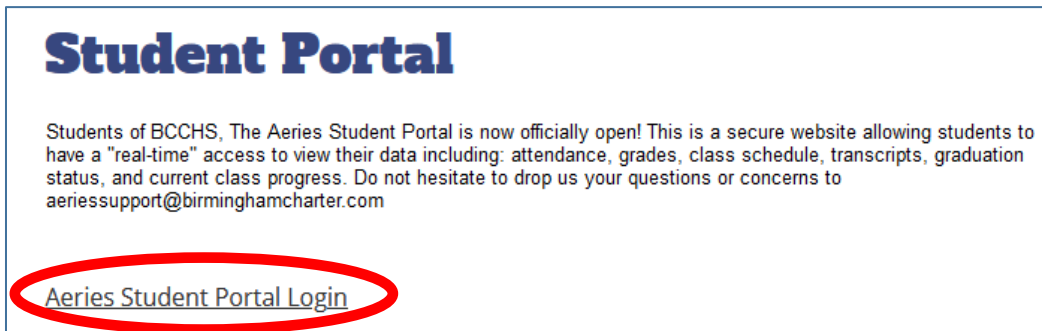 Student Portal
Students of BCCHS, The Aeries Student Portal is now officially open! This is a secure website allowing students to
have a "real-time" access to view their data including: attendance, grades, class schedule, transcripts, graduation
status, and current class progress. Do not hesitate to drop us your questions or concerns to
aeriessupport@birminghamcharter.com
Aeries Student Portal Login